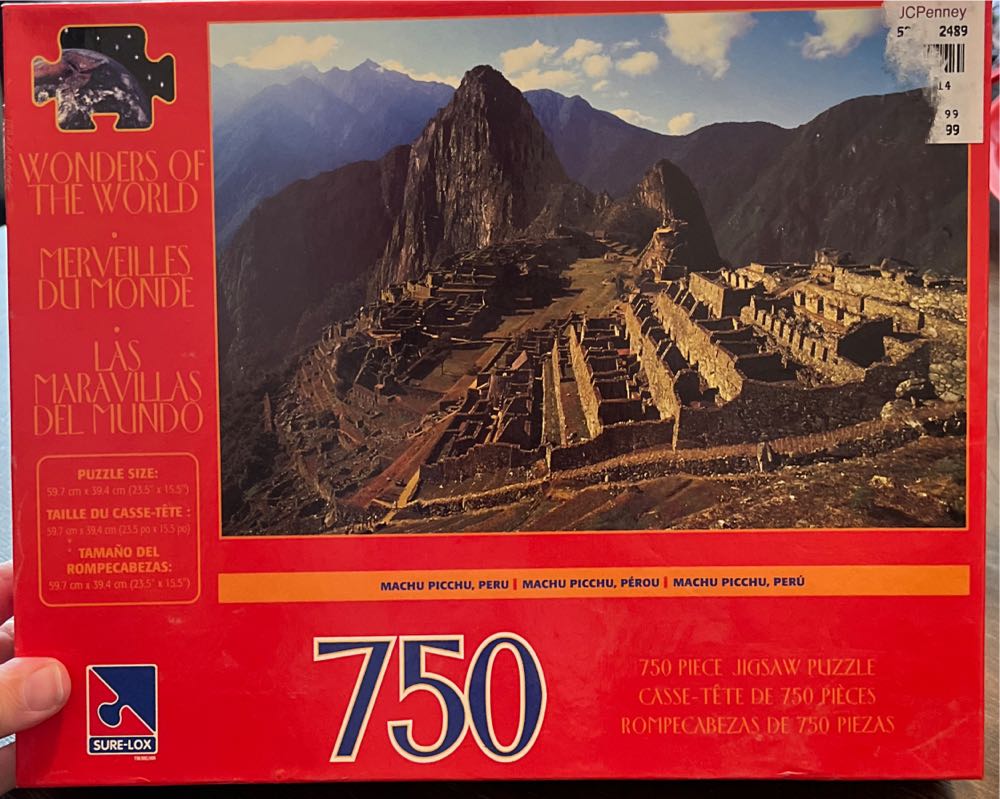 JCPenney
2489
14
99
99
WONDERS OF
THE WORLD
•
MERVEILLES
DU MONDE
•
LAS
MARAVILLAS
DEL MUNDO
PUZZLE SIZE:
59.7 cm x 39.4 cm (23.5" x 15.5")
TAILLE DU CASSE-TÊTE :
59.7 cm x 39.4 cm (23.5 po x 15.5 po)
TAMAÑO DEL
ROMPECABEZAS:
59.7 cm x 39.4 cm (23.5" x 15.5")
MACHU PICCHU, PERU | MACHU PICCHU, PÉROU | MACHU PICCHU, PERÚ
750
750 PIECE JIGSAW PUZZLE
CASSE-TÊTE DE 750 PIÈCES
ROMPECABEZAS DE 750 PIEZAS
SURE-LOX